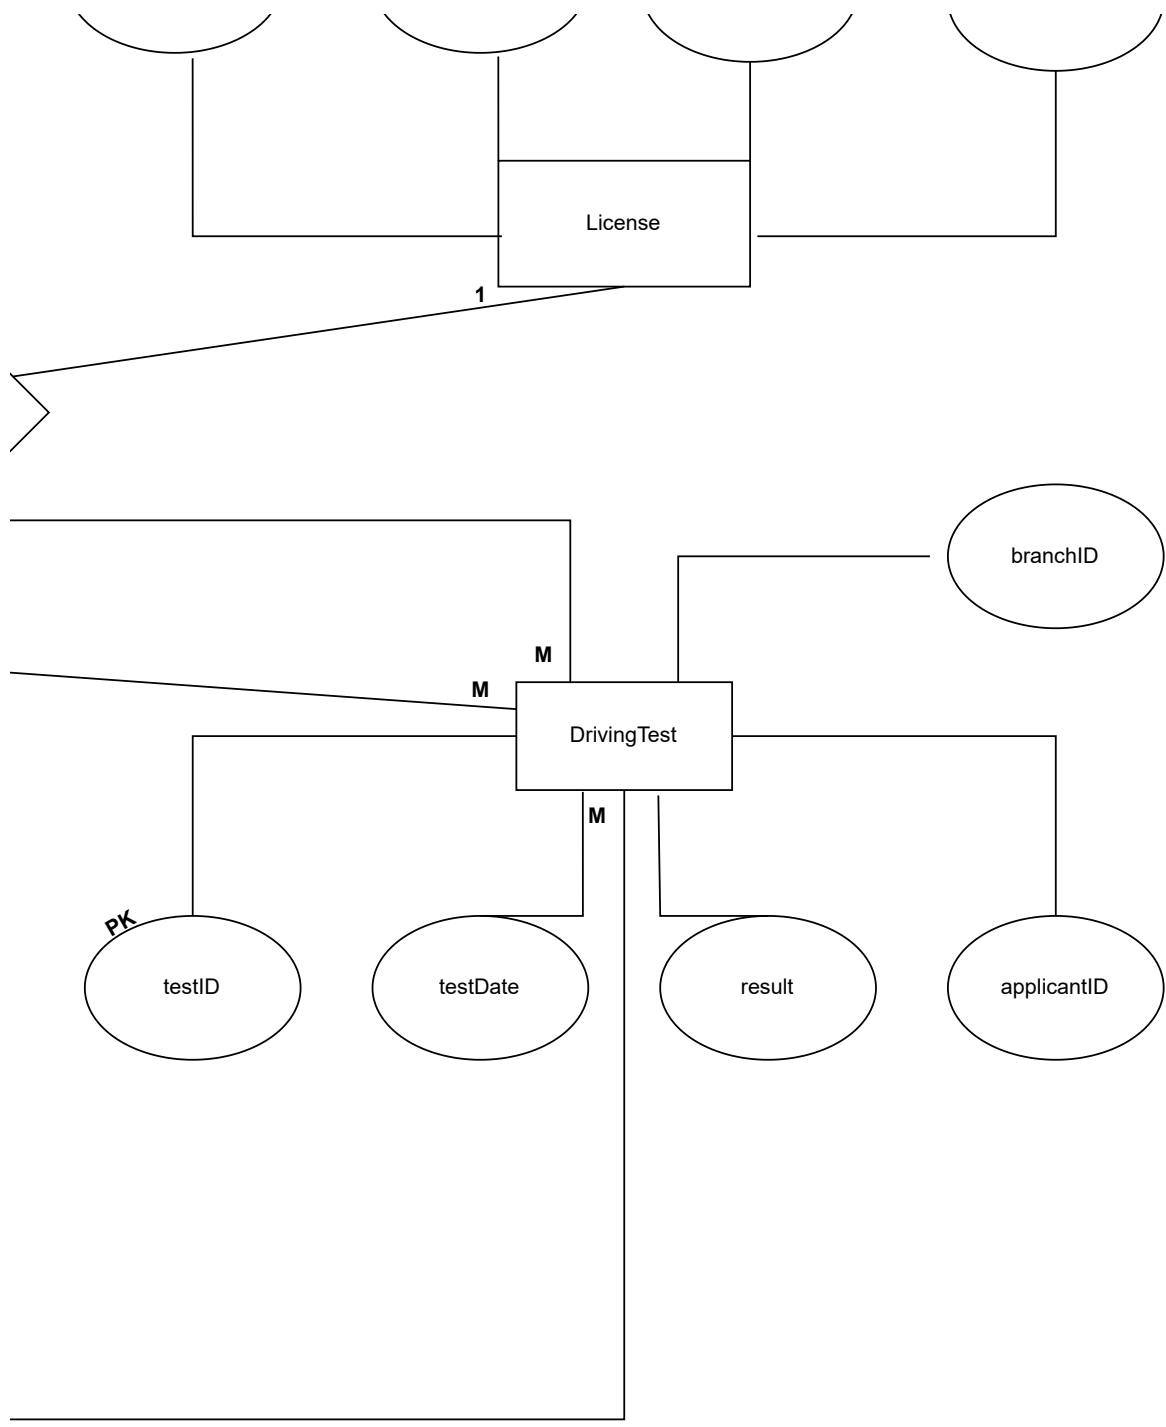 License
1
branchID
M
M
DrivingTest
M
PK
testID
testDate
result
applicantID